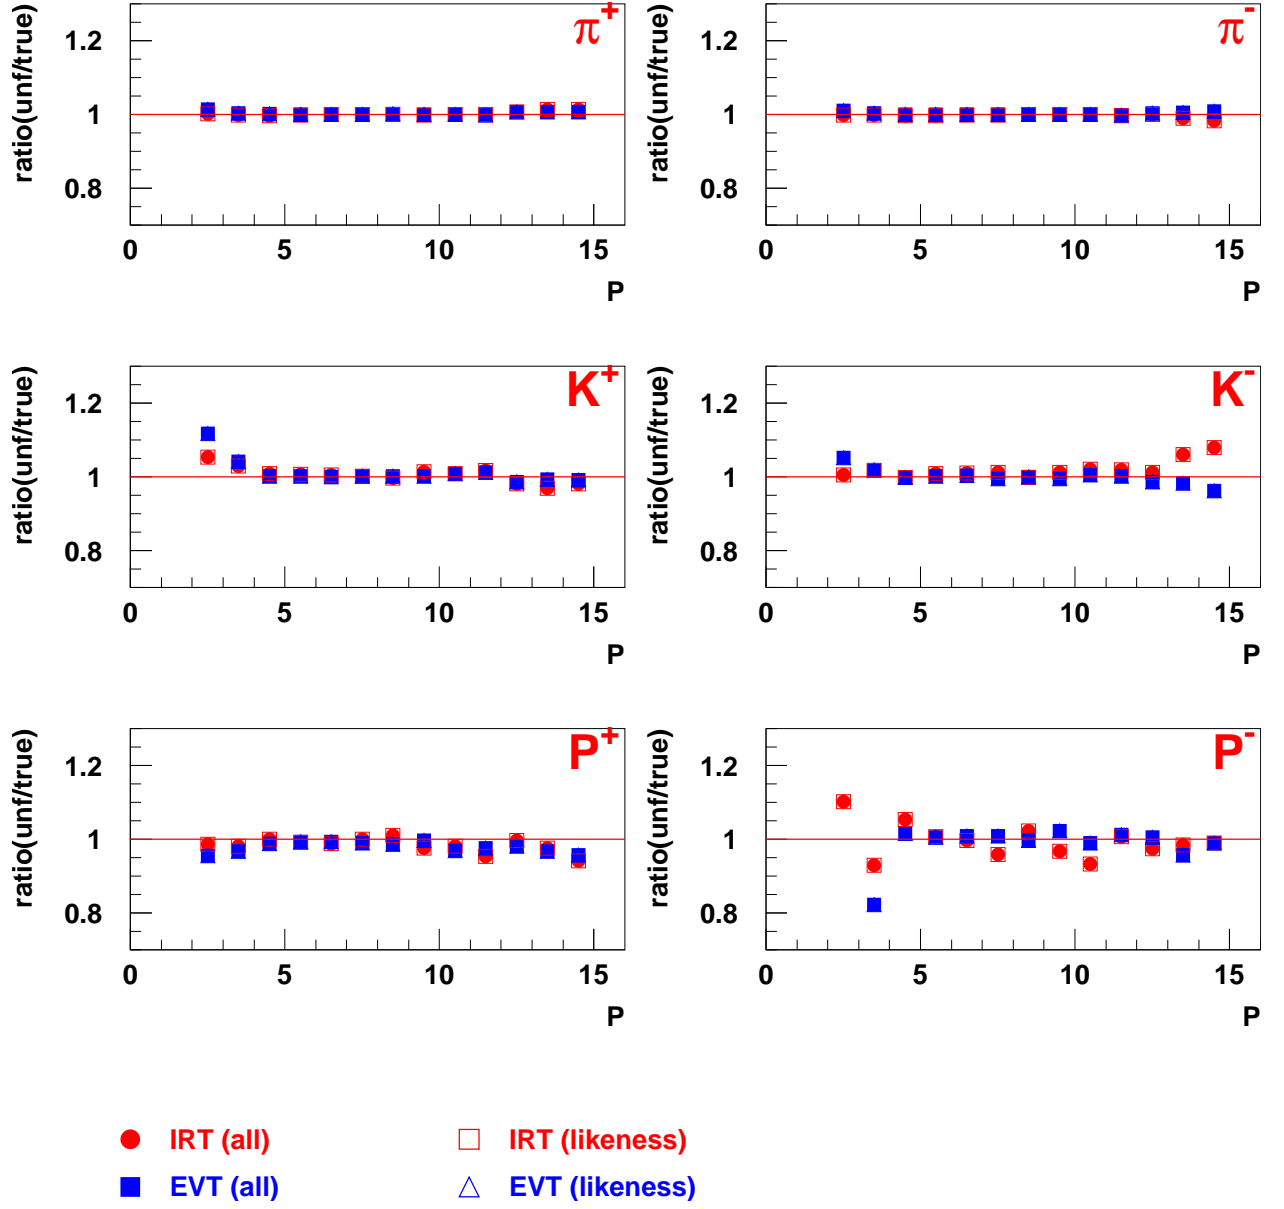 π+ π-
ratio(unf/true) ratio(unf/true)
1.2 1.2
1 1
0.8 0.8
0 5 10 15 0 5 10 15
P P
K+ K-
ratio(unf/true) ratio(unf/true)
1.2 1.2
1 1
0.8 0.8
0 5 10 15 0 5 10 15
P P
P+ P-
ratio(unf/true) ratio(unf/true)
1.2 1.2
1 1
0.8 0.8
0 5 10 15 0 5 10 15
P P
IRT (all) IRT (likeness)
EVT (all) EVT (likeness)